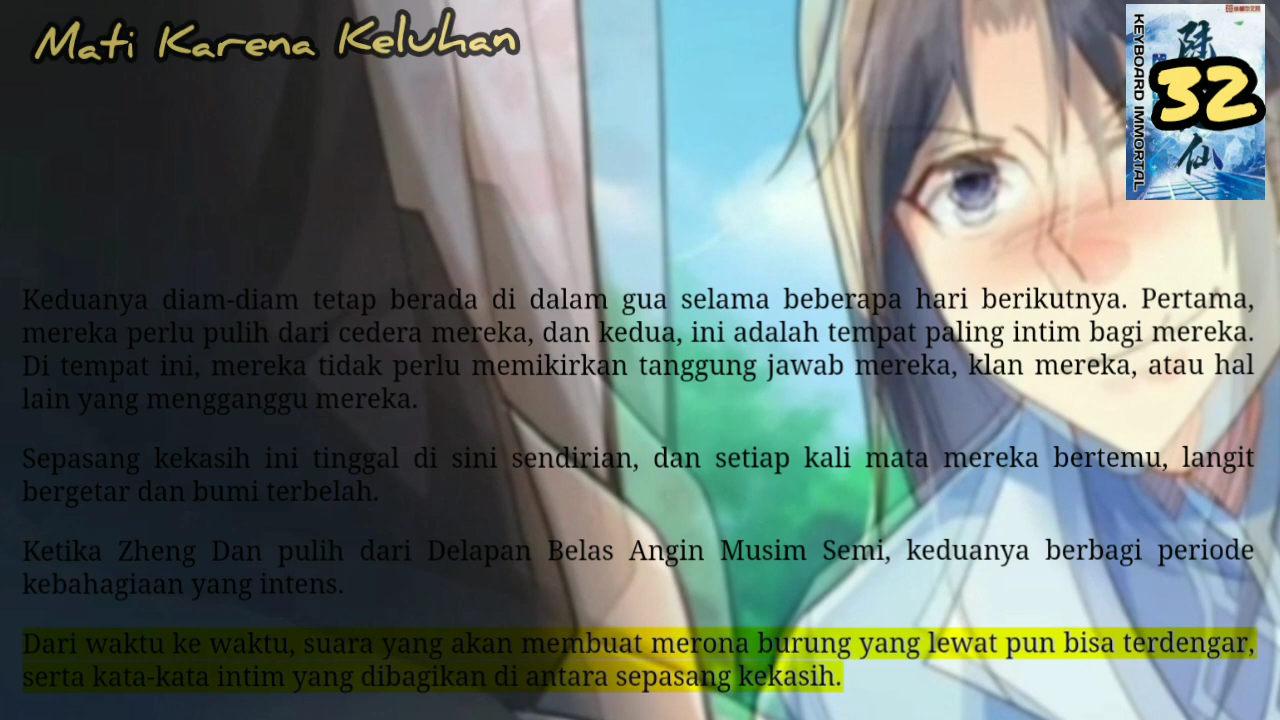 Mati Karena Keluhan
KEYBOARD IMMORTAL
32
仙
Keduanya diam-diam tetap berada di dalam gua selama beberapa hari berikutnya. Pertama,
mereka perlu pulih dari cedera mereka, dan kedua, ini adalah tempat paling intim bagi mereka.
Di tempat ini, mereka tidak perlu memikirkan tanggung jawab mereka, klan mereka, atau hal
lain yang mengganggu mereka.
Sepasang kekasih ini tinggal di sini sendirian, dan setiap kali mata mereka bertemu, langit
bergetar dan bumi terbelah.
Ketika Zheng Dan pulih dari Delapan Belas Angin Musim Semi, keduanya berbagi periode
kebahagiaan yang intens.
Dari waktu ke waktu, suara yang akan membuat merona burung yang lewat pun bisa terdengar,
serta kata-kata intim yang dibagikan di antara sepasang kekasih.